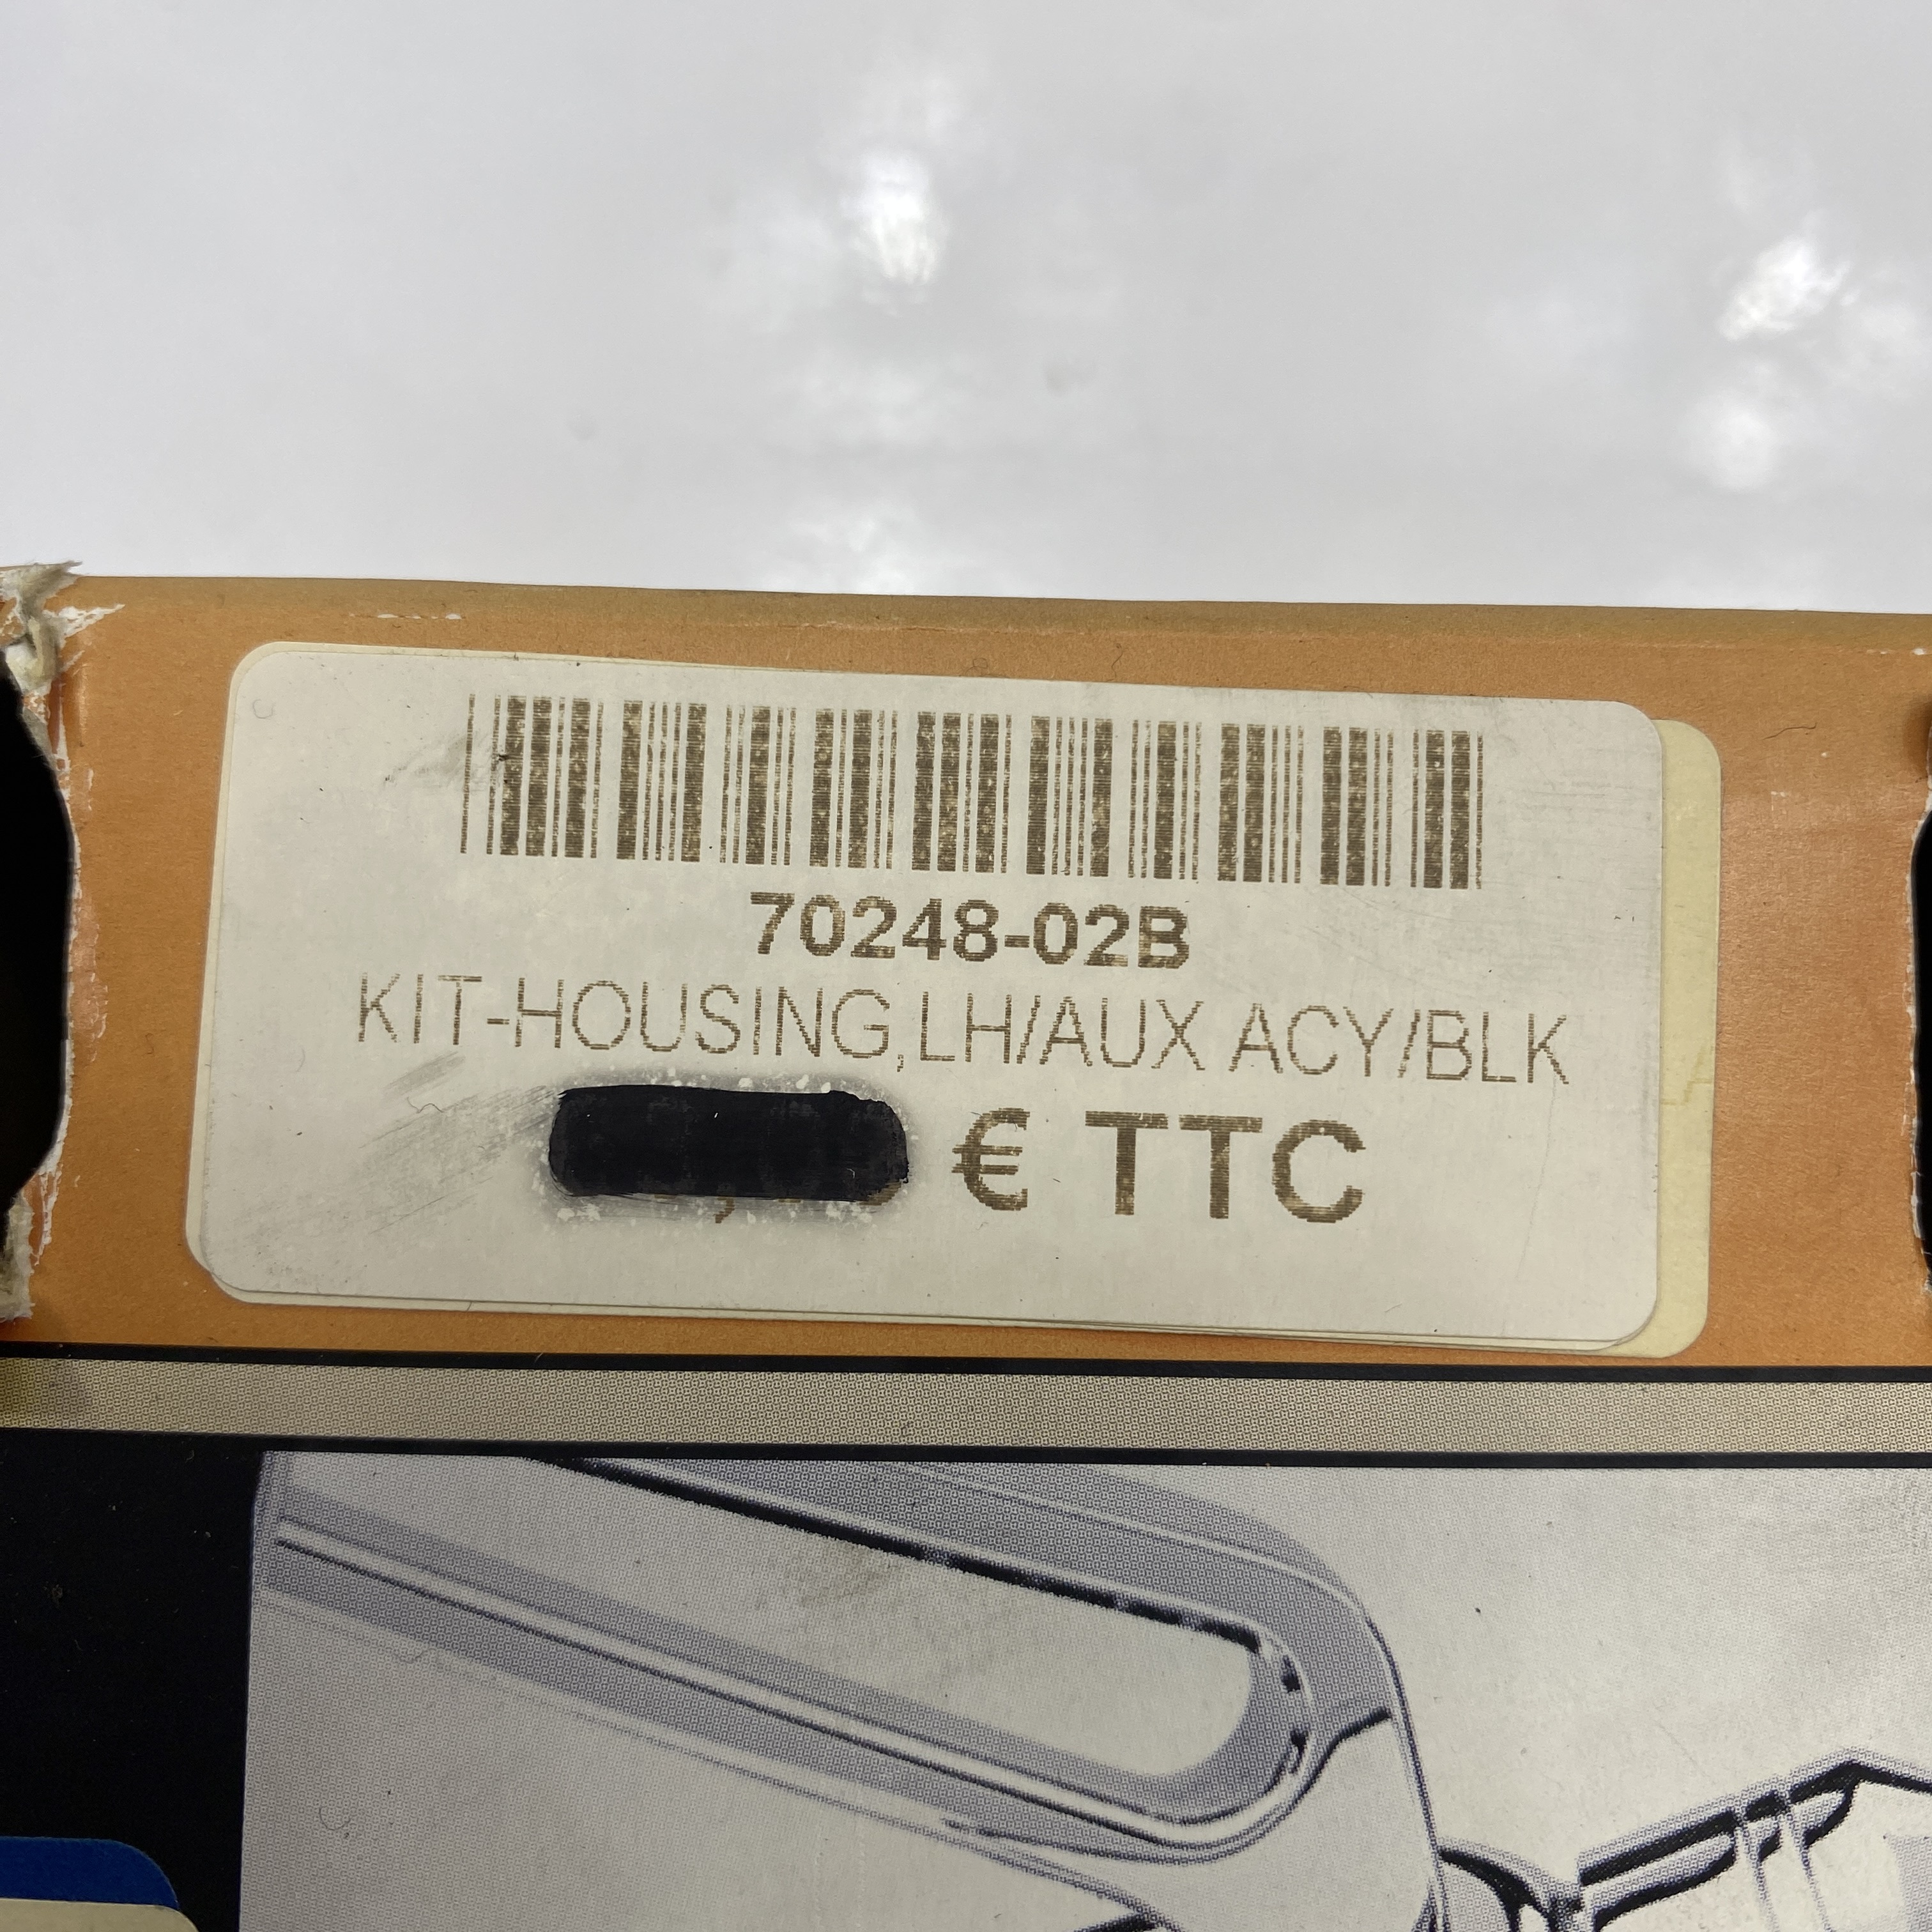 70248-02B
KIT-HOUSING,LH/AUX ACY/BLK
€ TTC